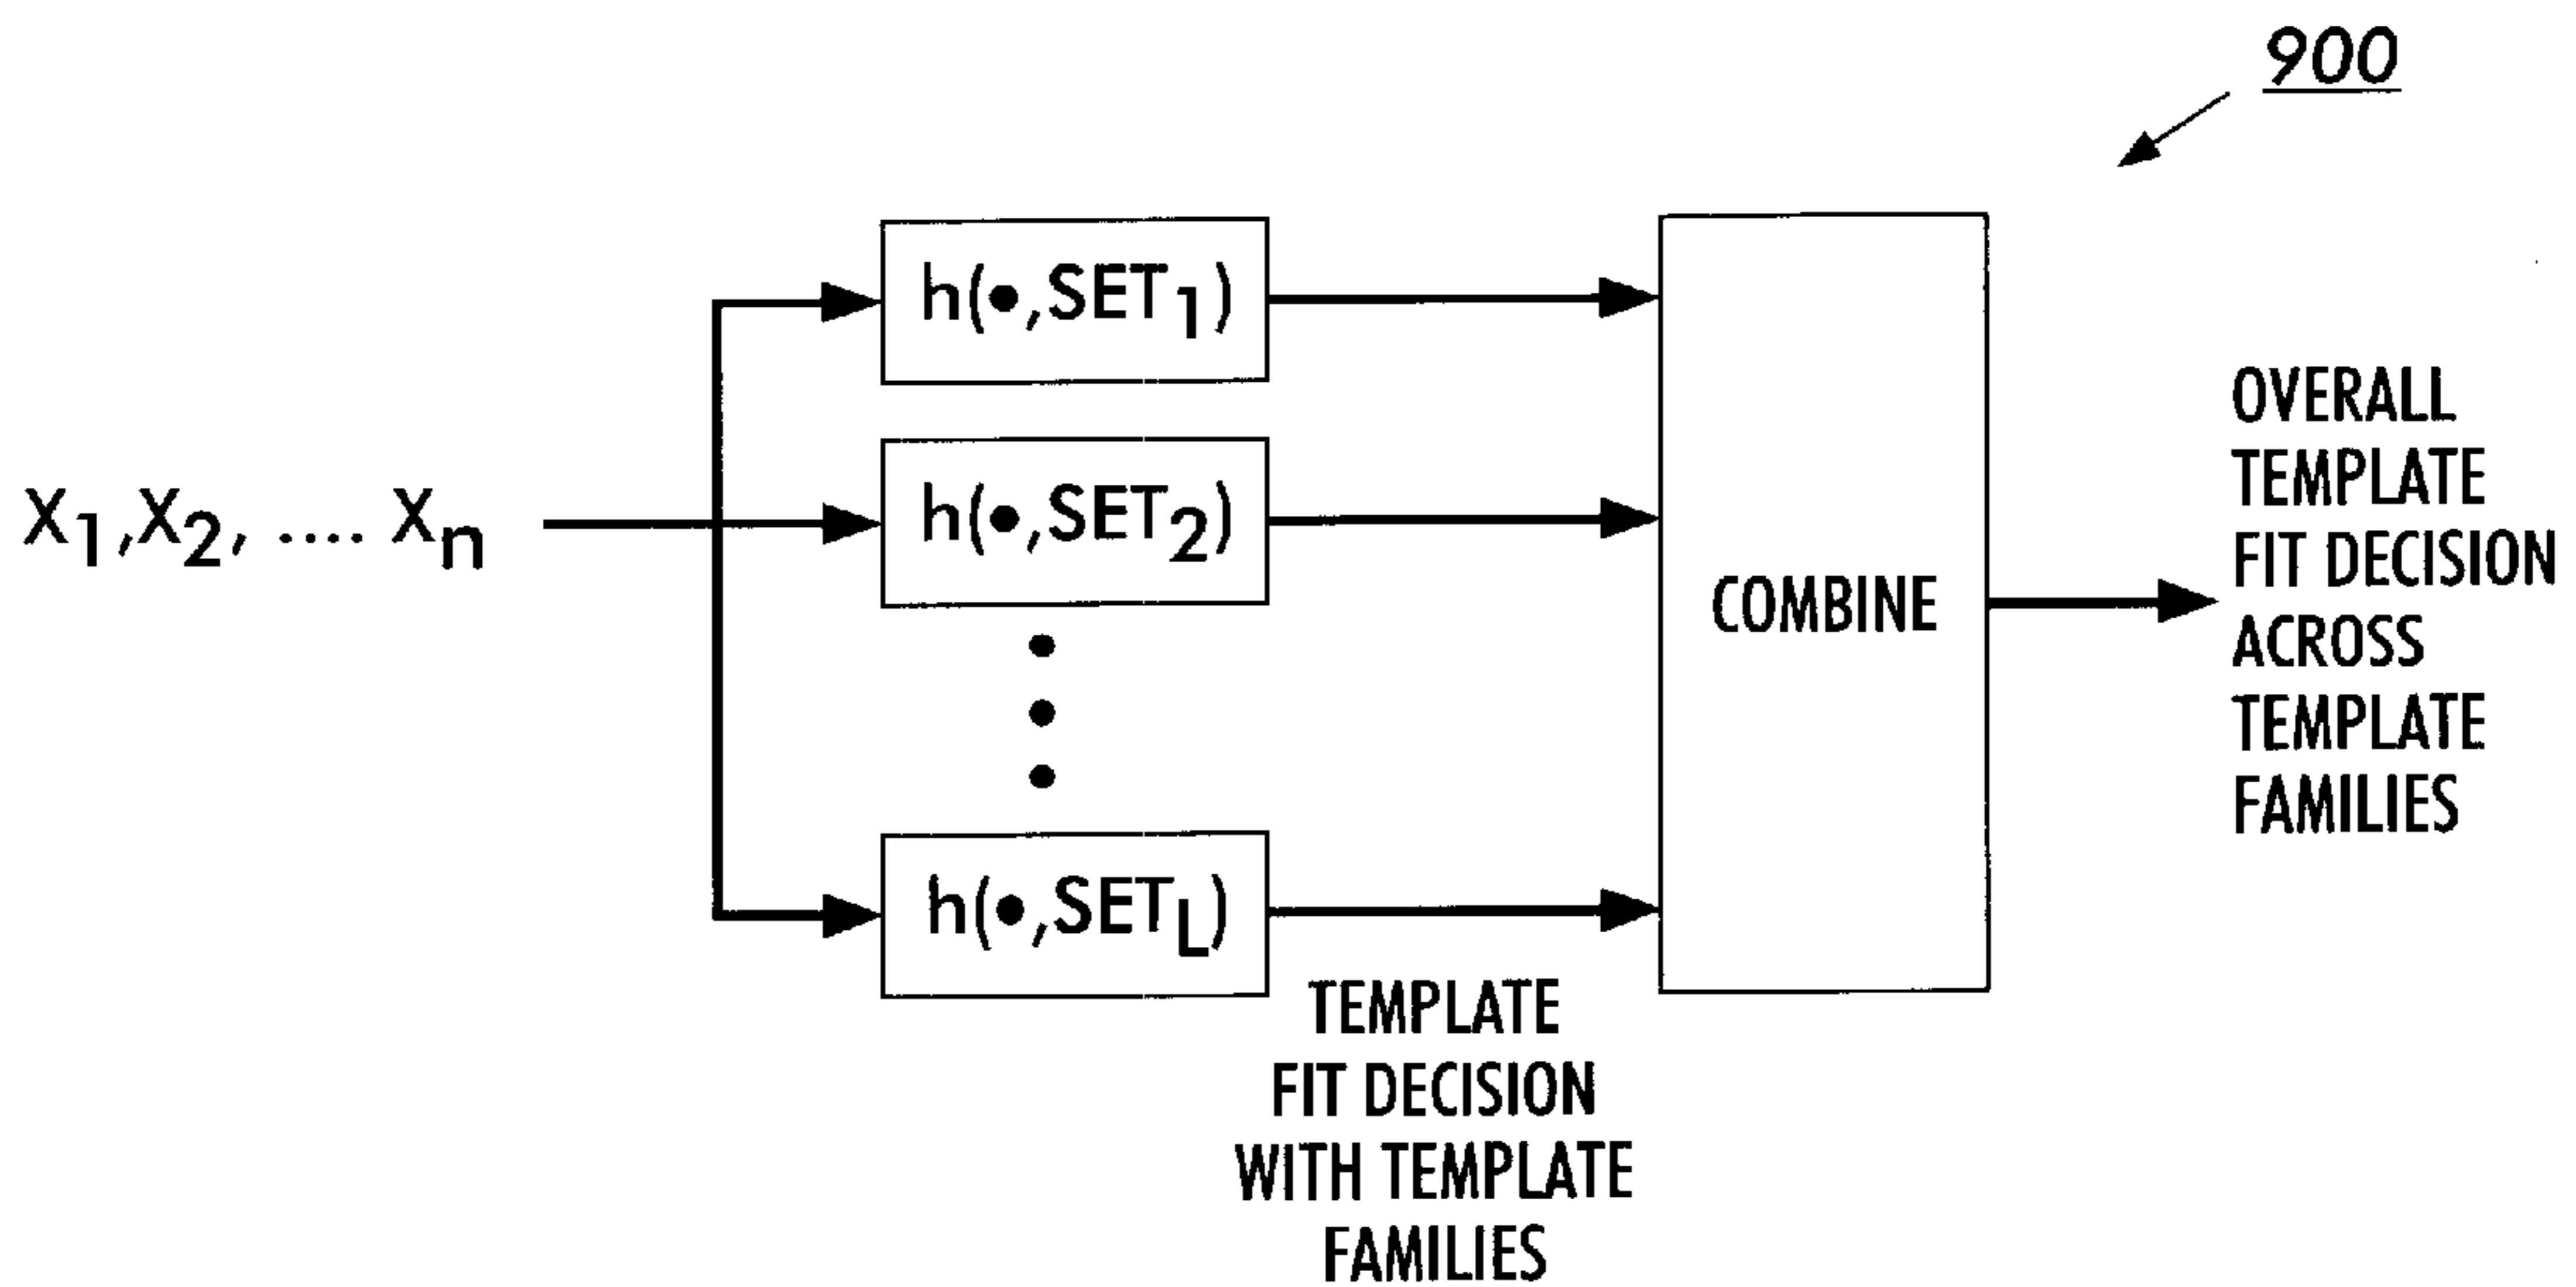 900
h(•,SET₁)
X₁,X₂, .... Xₙ
h(•,SET₂)
h(•,SET_L)
COMBINE
OVERALL
TEMPLATE
FIT DECISION
ACROSS
TEMPLATE
FAMILIES
TEMPLATE
FIT DECISION
WITH TEMPLATE
FAMILIES